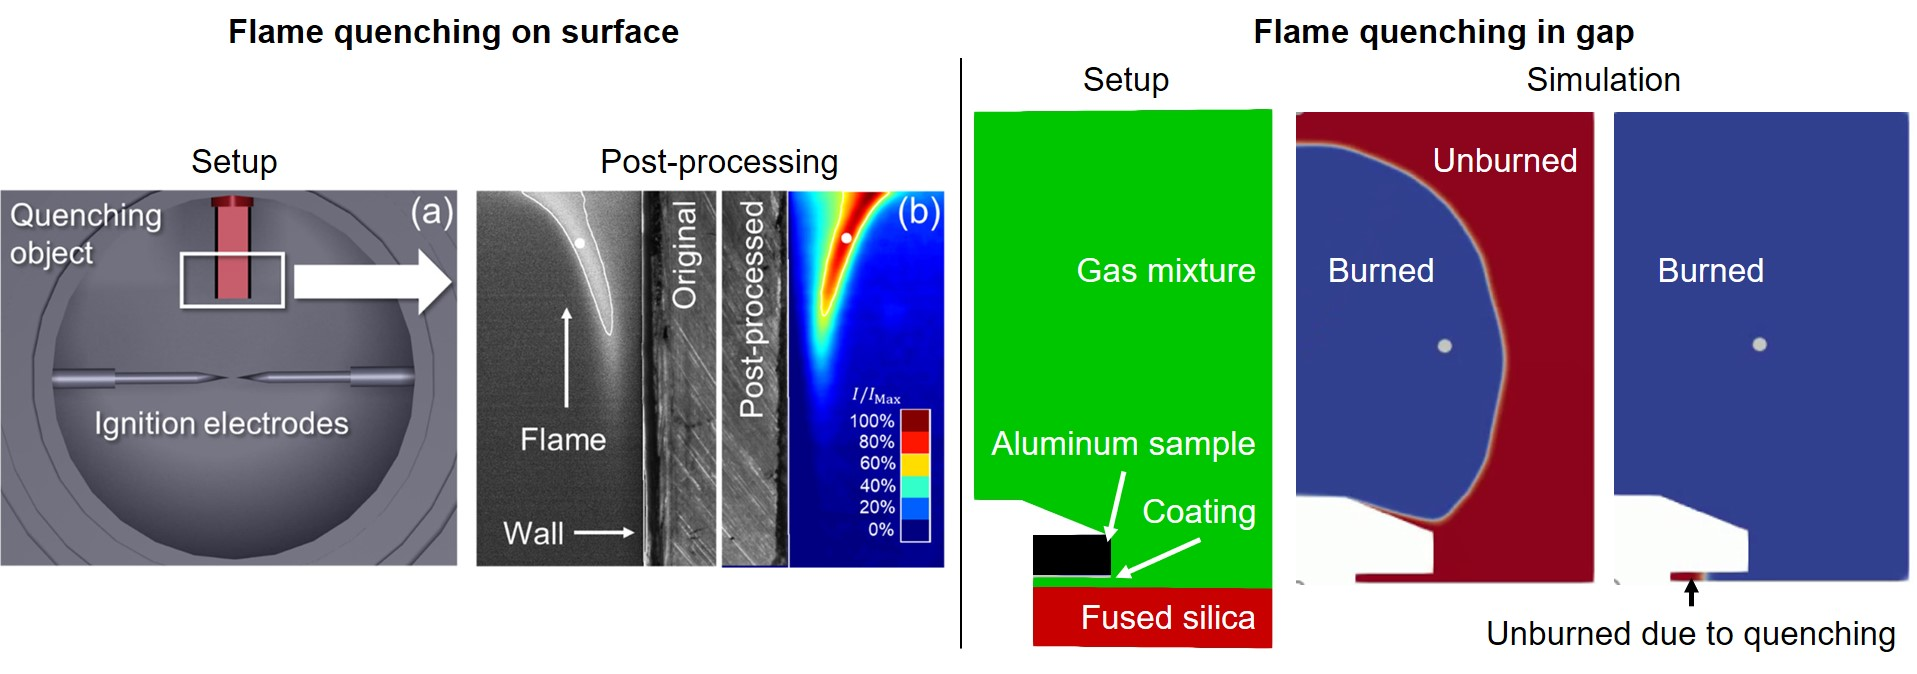 Flame quenching on surface
Setup
Quenching
object
(a)
Ignition electrodes
Post-processing
Flame
Wall
Original
Post-processed
(b)
I/I_Max
100%
80%
60%
40%
20%
0%
Flame quenching in gap
Setup
Gas mixture
Aluminum sample
Coating
Fused silica
Simulation
Unburned
Burned
Burned
Unburned due to quenching